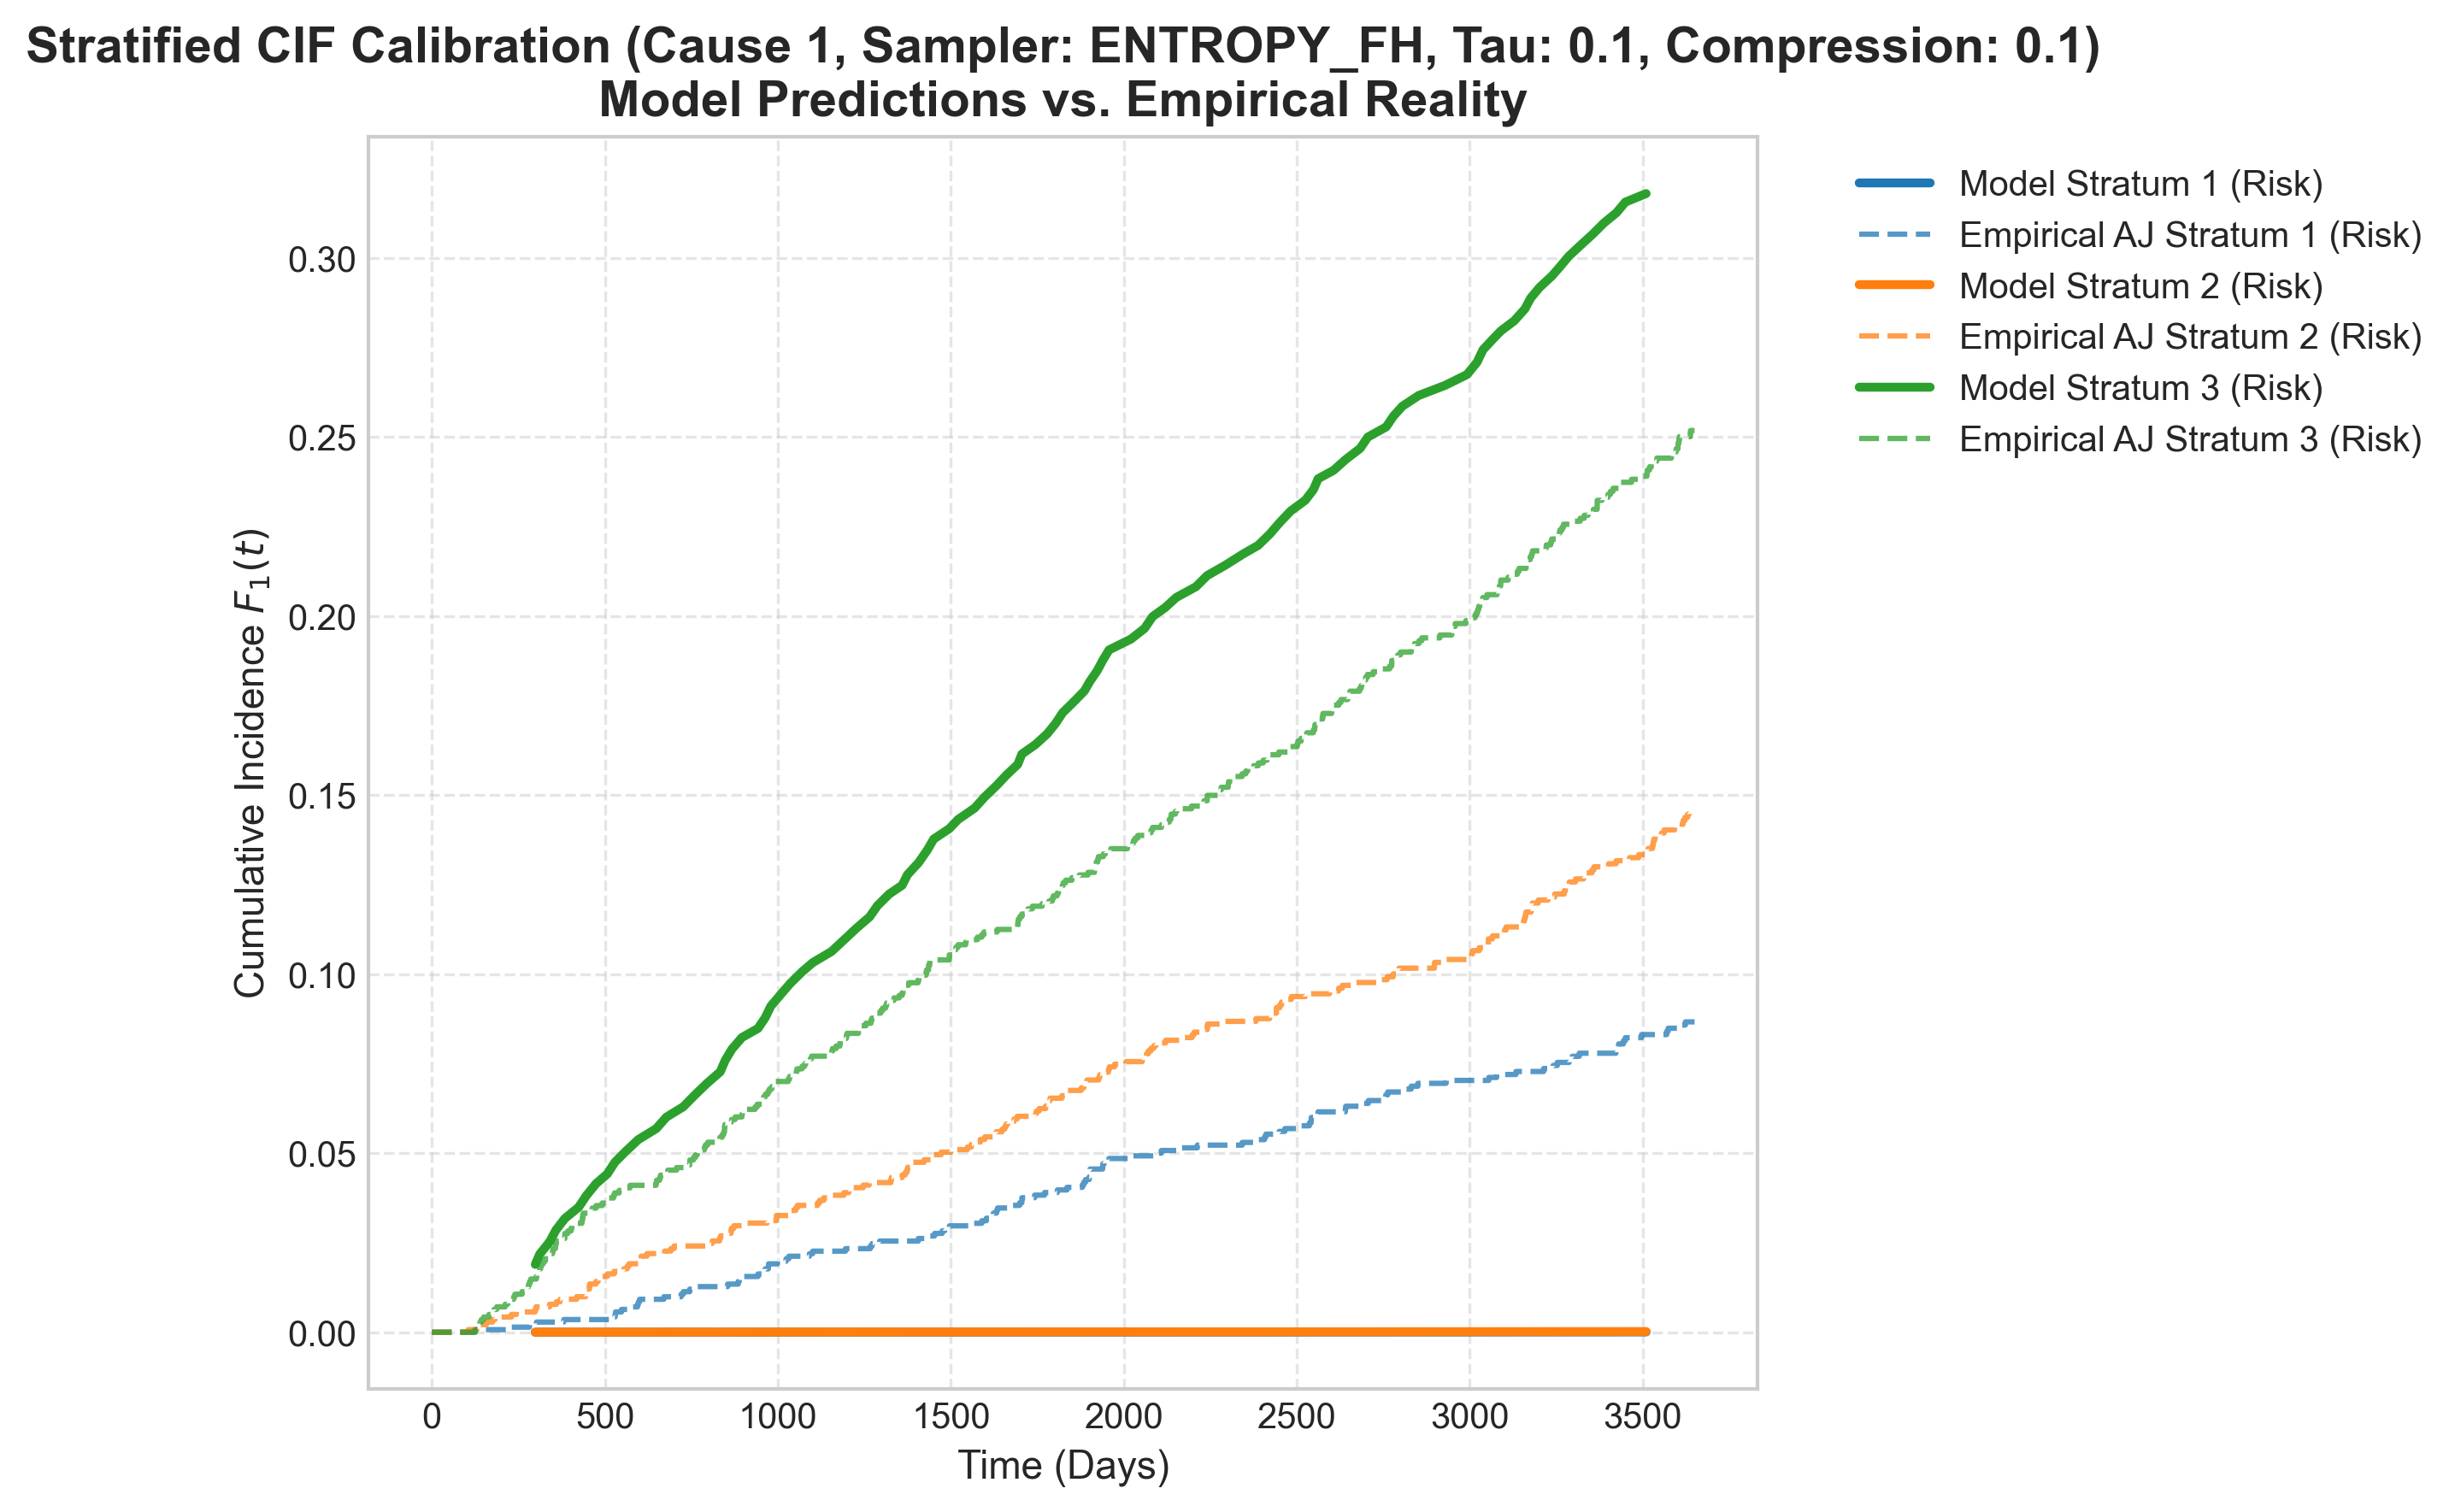 Stratified CIF Calibration (Cause 1, Sampler: ENTROPY_FH, Tau: 0.1, Compression: 0.1)
Model Predictions vs. Empirical Reality
Model Stratum 1 (Risk)
Empirical AJ Stratum 1 (Risk)
Model Stratum 2 (Risk)
Empirical AJ Stratum 2 (Risk)
Model Stratum 3 (Risk)
Empirical AJ Stratum 3 (Risk)
Cumulative Incidence F₁(t)
0.30
0.25
0.20
0.15
0.10
0.05
0.00
0 500 1000 1500 2000 2500 3000 3500
Time (Days)